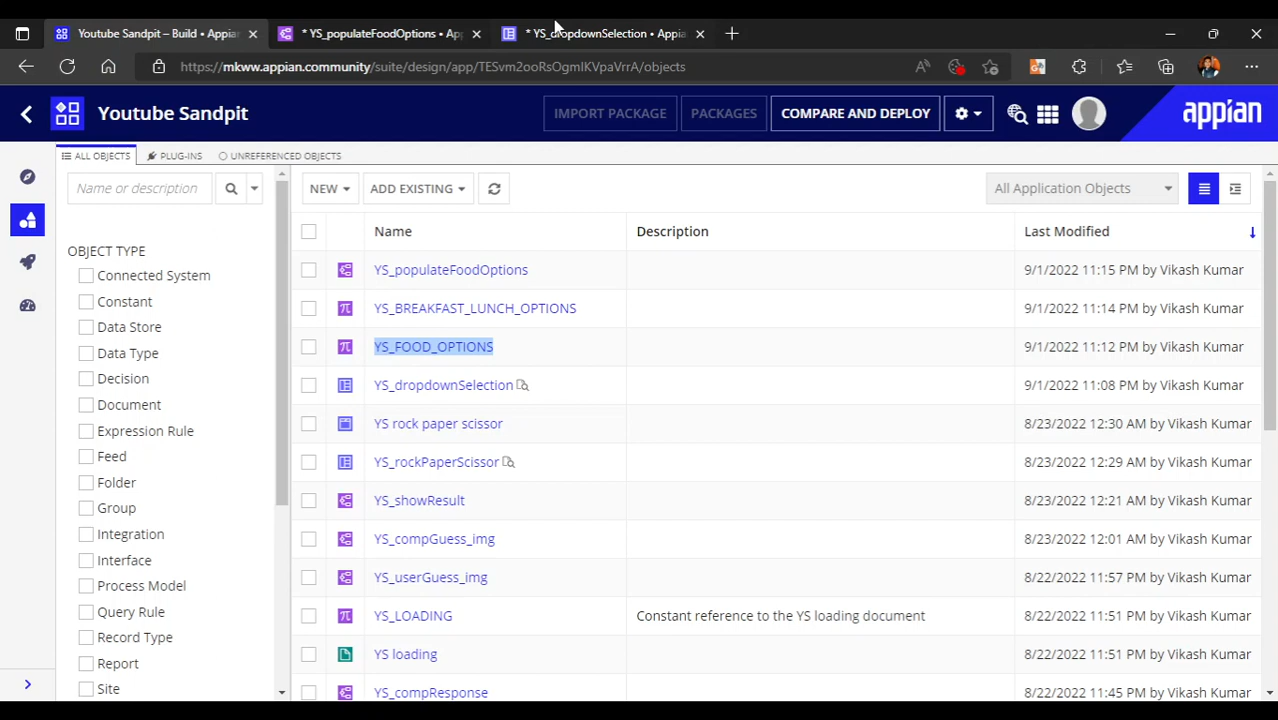 Youtube Sandpit – Build • Appian
* YS_populateFoodOptions • App
* YS_dropdownSelection • Appia
https://mkww.appian.community/suite/design/app/TESvm2ooRsOgmIKVpaVrrA/objects
Youtube Sandpit
IMPORT PACKAGE
PACKAGES
COMPARE AND DEPLOY
appian
ALL OBJECTS
PLUG-INS
UNREFERENCED OBJECTS
Name or description
NEW
ADD EXISTING
All Application Objects
OBJECT TYPE
Connected System
Constant
Data Store
Data Type
Decision
Document
Expression Rule
Feed
Folder
Group
Integration
Interface
Process Model
Query Rule
Record Type
Report
Site
Name Description Last Modified
YS_populateFoodOptions 9/1/2022 11:15 PM by Vikash Kumar
YS_BREAKFAST_LUNCH_OPTIONS 9/1/2022 11:14 PM by Vikash Kumar
YS_FOOD_OPTIONS 9/1/2022 11:12 PM by Vikash Kumar
YS_dropdownSelection 9/1/2022 11:08 PM by Vikash Kumar
YS rock paper scissor 8/23/2022 12:30 AM by Vikash Kumar
YS_rockPaperScissor 8/23/2022 12:29 AM by Vikash Kumar
YS_showResult 8/23/2022 12:21 AM by Vikash Kumar
YS_compGuess_img 8/23/2022 12:01 AM by Vikash Kumar
YS_userGuess_img 8/22/2022 11:57 PM by Vikash Kumar
YS_LOADING Constant reference to the YS loading document 8/22/2022 11:51 PM by Vikash Kumar
YS loading 8/22/2022 11:51 PM by Vikash Kumar
YS_compResponse 8/22/2022 11:45 PM by Vikash Kumar